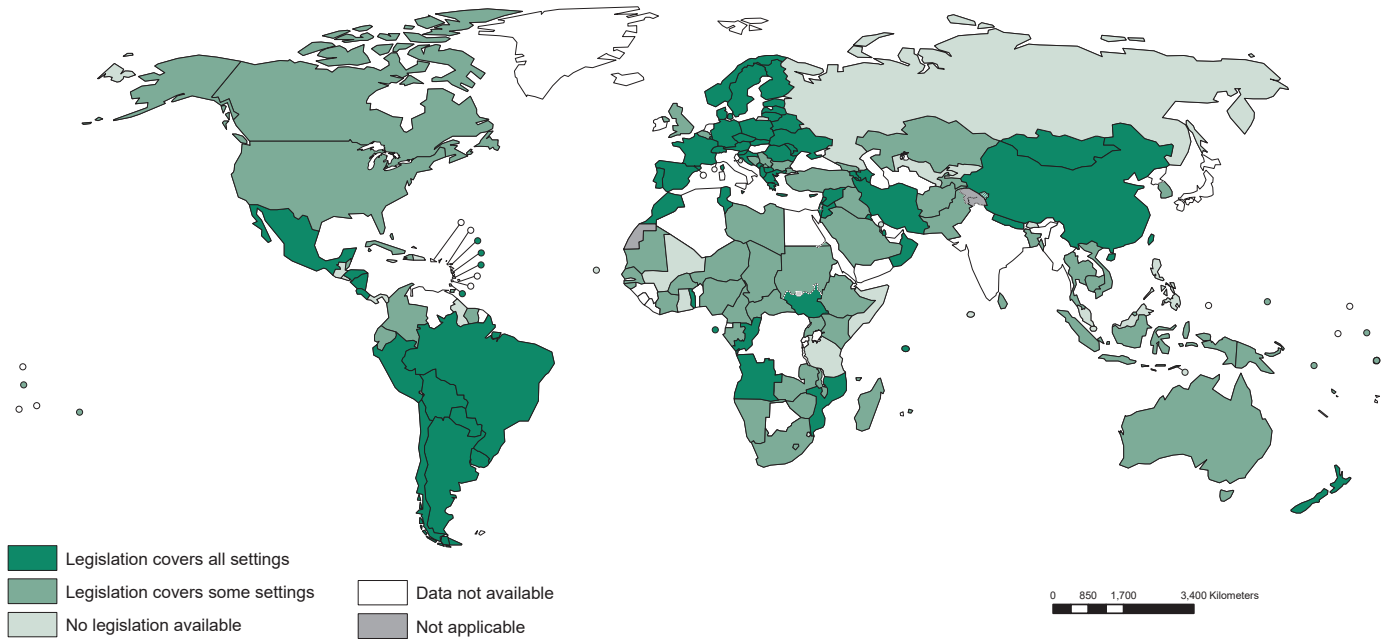 Legislation covers all settings
Legislation covers some settings
No legislation available
Data not available
Not applicable
0 850 1,700 3,400 Kilometers